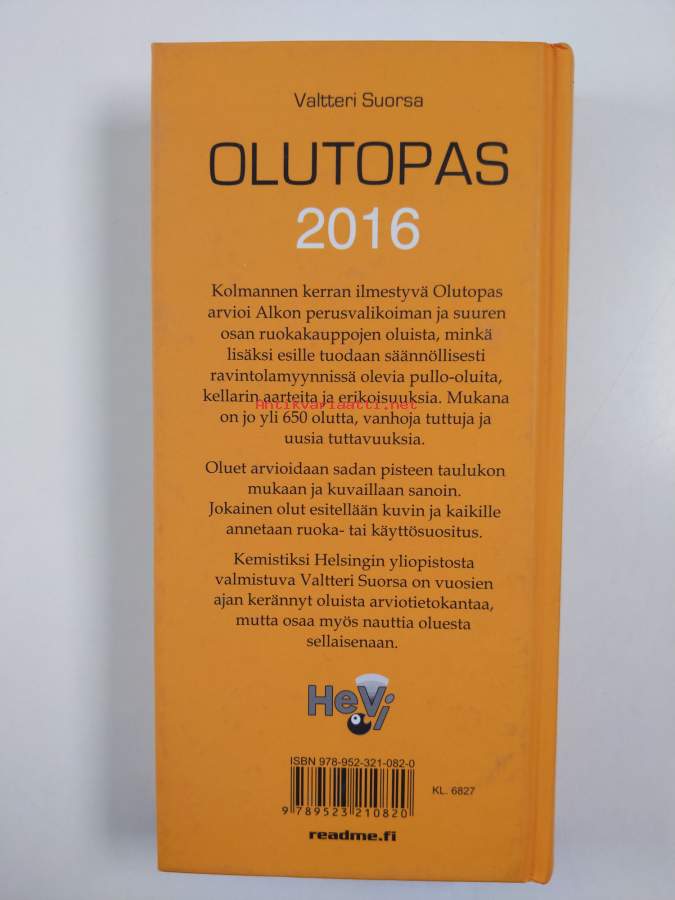 Valtteri Suorsa
OLUTOPAS
2016
Kolmannen kerran ilmestyvä Olutopas
arvioi Alkon perusvalikoiman ja suuren
osan ruokakauppojen oluista, minkä
lisäksi esille tuodaan säännöllisesti
ravintolamyynnissä olevia pullo-oluita,
kellarin aarteita ja erikoisuuksia. Mukana
Antikvariaatti.net
on jo yli 650 olutta, vanhoja tuttuja ja
uusia tuttavuuksia.
Oluet arvioidaan sadan pisteen taulukon
mukaan ja kuvaillaan sanoin.
Jokainen olut esitellään kuvin ja kaikille
annetaan ruoka- tai käyttösuositus.
Kemistiksi Helsingin yliopistosta
valmistuva Valtteri Suorsa on vuosien
ajan kerännyt oluista arviotietokantaa,
mutta osaa myös nauttia oluesta
sellaisenaan.
HeVi
ISBN 978-952-321-082-0
KL. 6827
9 789523 210820
readme.fi